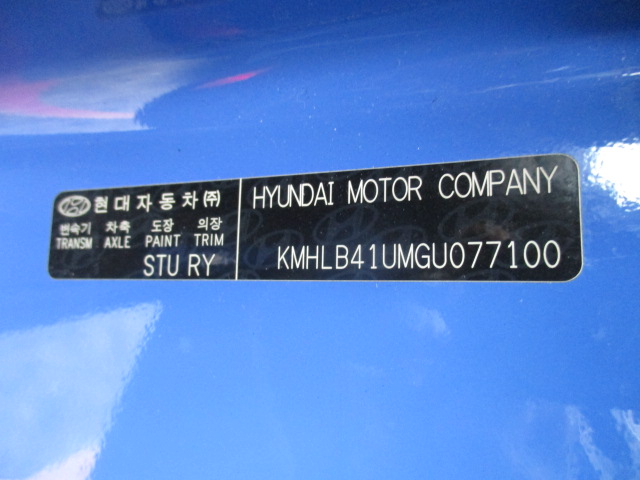 현대자동차㈜
변속기 차축 도장 의장
TRANSM AXLE PAINT TRIM
STU RY
HYUNDAI MOTOR COMPANY
KMHLB41UMGU077100